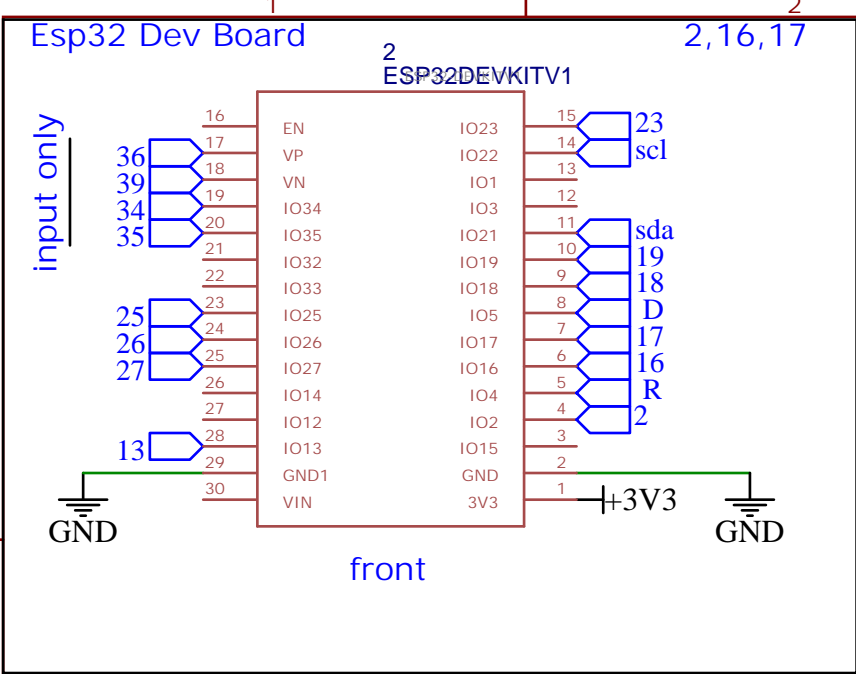 1
2
Esp32 Dev Board
2,16,17
2
ESP32DEVKITV1
input only
16 EN IO23 15 23
36 17 VP IO22 14 scl
39 18 VN IO1 13
34 19 IO34 IO3 12
35 20 IO35 IO21 11 sda
21 IO32 IO19 10 19
22 IO33 IO18 9 18
25 23 IO25 IO5 8 D
26 24 IO26 IO17 7 17
27 25 IO27 IO16 6 16
26 IO14 IO4 5 R
27 IO12 IO2 4 2
13 28 IO13 IO15 3
29 GND1 GND 2
30 VIN 3V3 1 +3V3
GND GND
front